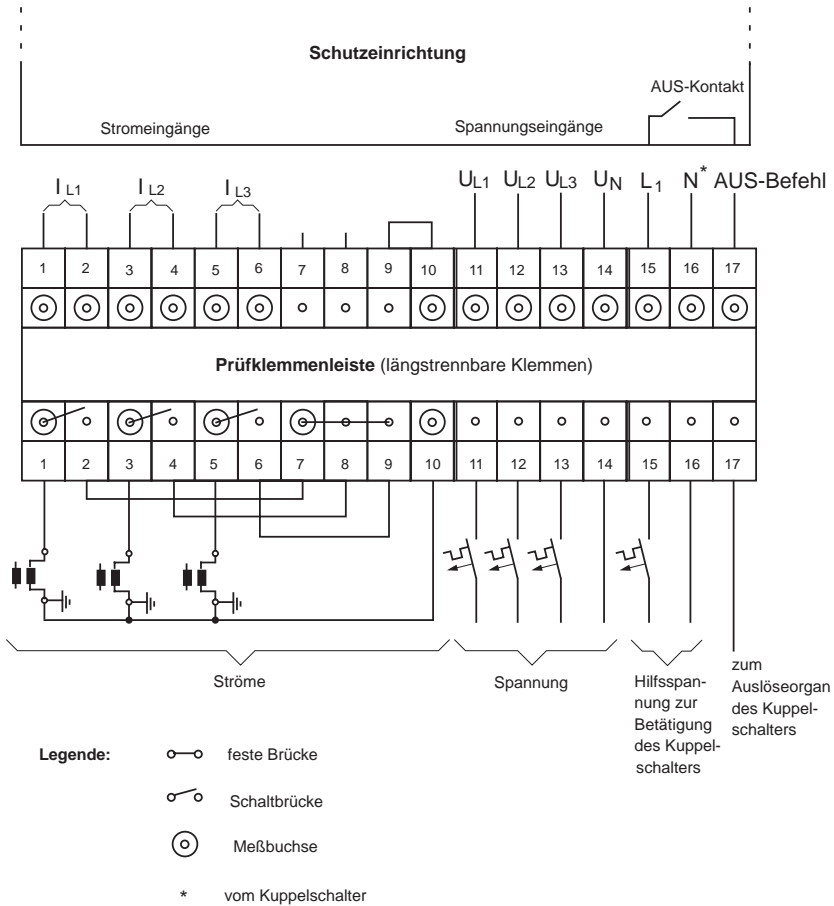 Schutzeinrichtung
AUS-Kontakt
Stromeingänge
Spannungseingänge
I L1
I L2
I L3
UL1 UL2 UL3 UN L1 N* AUS-Befehl
1 2 3 4 5 6 7 8 9 10 11 12 13 14 15 16 17
Prüfklemmenleiste (längstrennbare Klemmen)
1 2 3 4 5 6 7 8 9 10 11 12 13 14 15 16 17
Ströme
Spannung
Hilfsspan-
nung zur
Betätigung
des Kuppel-
schalters
zum
Auslöseorgan
des Kuppel-
schalters
Legende:
feste Brücke
Schaltbrücke
Meßbuchse
* vom Kuppelschalter